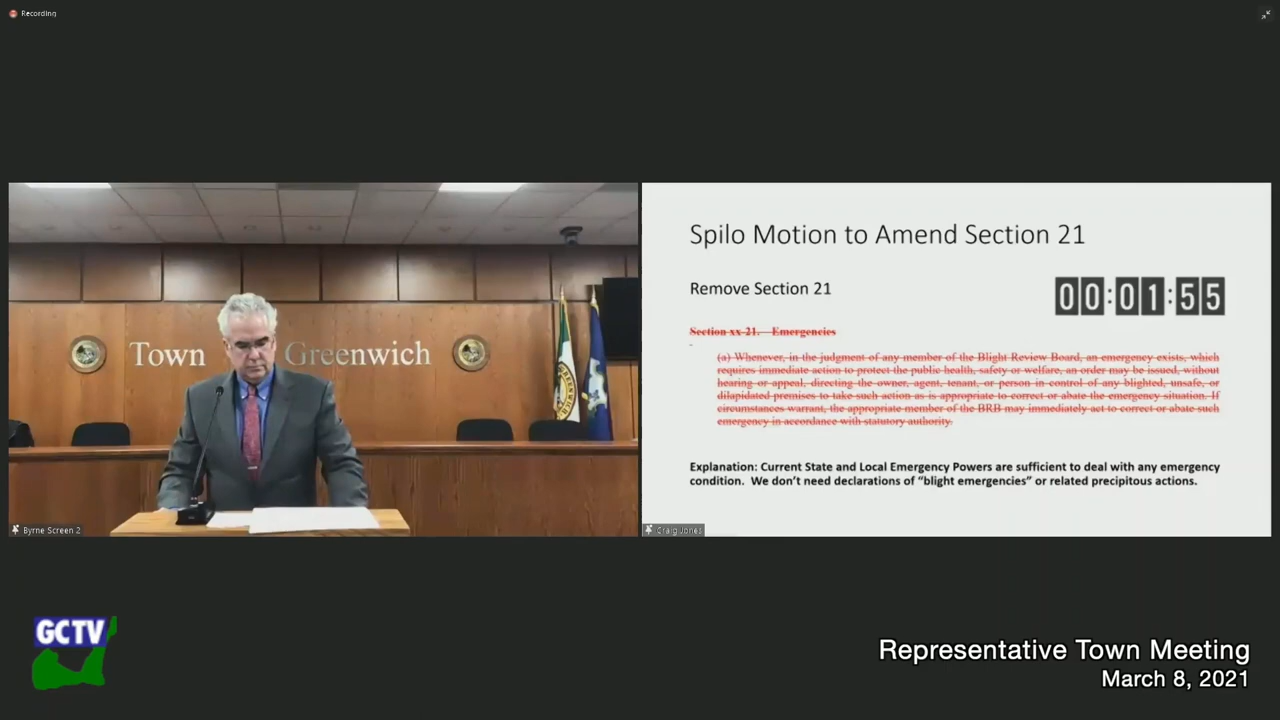 Recording
Town Greenwich
Byrne Screen 2
Spilo Motion to Amend Section 21
Remove Section 21
00:01:55
Section xx-21. Emergencies
(a) Whenever, in the judgment of any member of the Blight Review Board, an emergency exists, which
requires immediate action to protect the public health, safety or welfare, an order may be issued, without
hearing or appeal, directing the owner, agent, tenant, or person in control of any blighted, unsafe, or
dilapidated premises to take such action as is appropriate to correct or abate the emergency situation. If
circumstances warrant, the appropriate member of the BRB may immediately act to correct or abate such
emergency in accordance with statutory authority.
Explanation: Current State and Local Emergency Powers are sufficient to deal with any emergency
condition. We don't need declarations of “blight emergencies” or related precipitous actions.
Craig Jones
GCTV
Representative Town Meeting
March 8, 2021